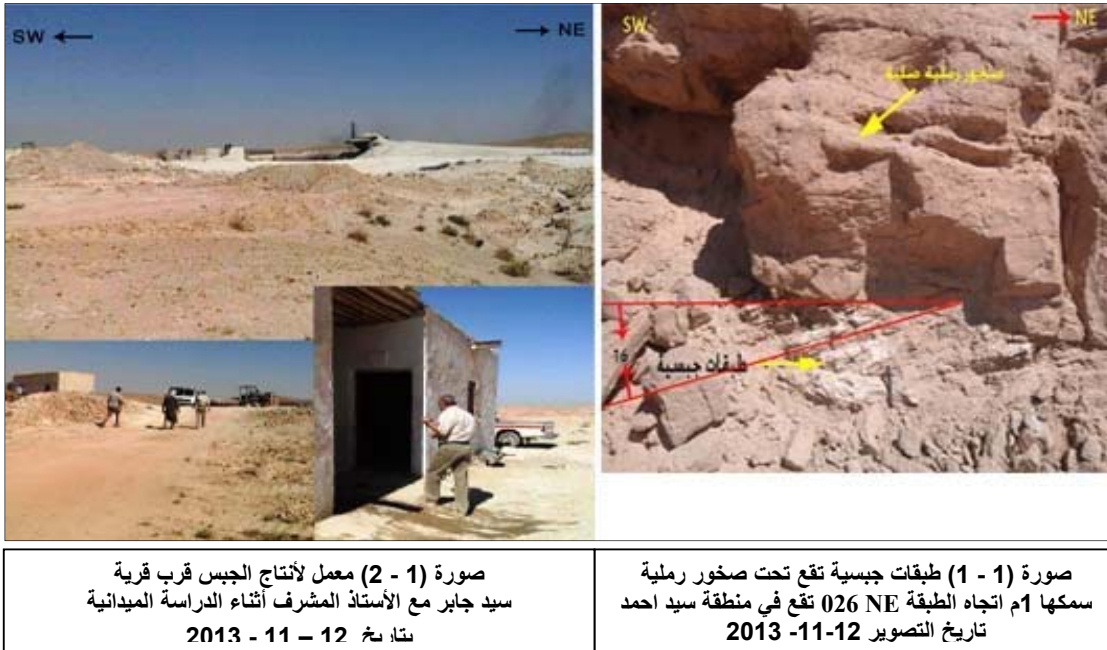 SW
NE
SW
NE
صخور رملية صلبة
16
طبقات جبسية
صورة (1 - 1) طبقات جبسية تقع تحت صخور رملية
سمكها 1م اتجاه الطبقة 026 NE تقع في منطقة سيد احمد
تاريخ التصوير 12-11- 2013
صورة (1 - 2) معمل لأنتاج الجبس قرب قرية
سيد جابر مع الأستاذ المشرف أثناء الدراسة الميدانية
بتاريخ 12 – 11 - 2013